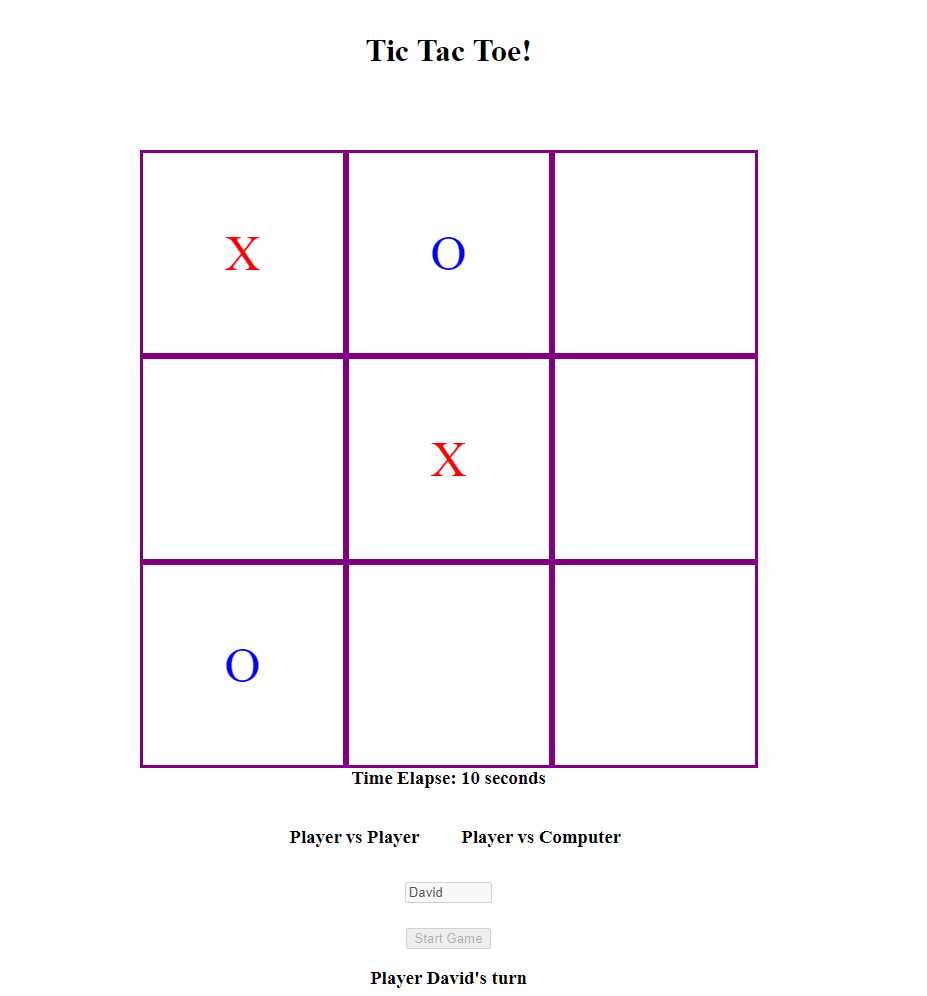 Tic Tac Toe!
X O
X
O
Time Elapse: 10 seconds
Player vs Player Player vs Computer
David
Start Game
Player David's turn